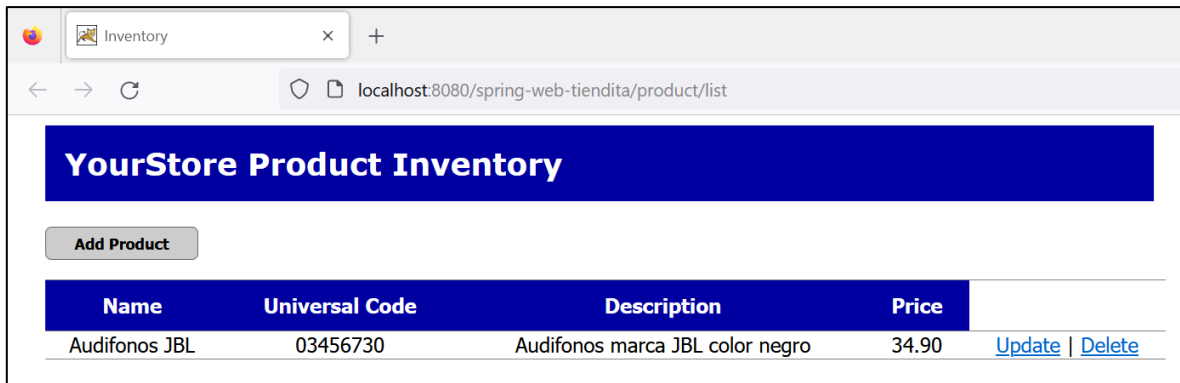 Inventory
localhost:8080/spring-web-tiendita/product/list
YourStore Product Inventory
Add Product
Name Universal Code Description Price
Audifonos JBL 03456730 Audifonos marca JBL color negro 34.90 Update | Delete